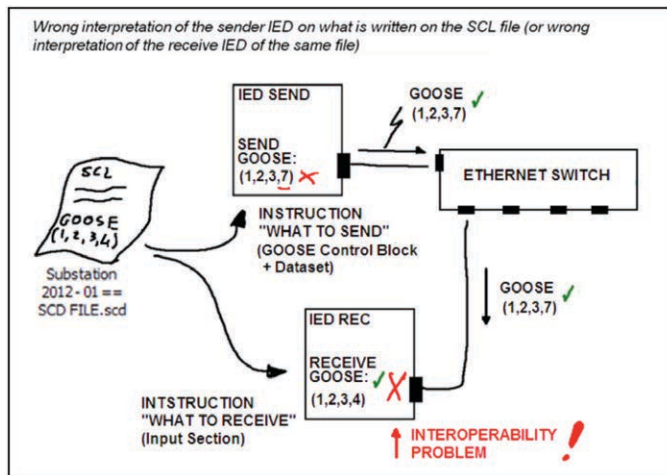 Wrong interpretation of the sender IED on what is written on the SCL file (or wrong
interpretation of the receive IED of the same file)
IED SEND
SEND
GOOSE:
(1,2,3,7)
GOOSE
(1,2,3,7)
ETHERNET SWITCH
SCL
GOOSE
(1,2,3,4)
Substation
2012-01 ==
SCD FILE.scd
INSTRUCTION
"WHAT TO SEND"
(GOOSE Control Block
+ Dataset)
GOOSE
(1,2,3,7)
IED REC
RECEIVE
GOOSE:
(1,2,3,4)
INTSTRUCTION
"WHAT TO RECEIVE"
(Input Section)
INTEROPERABILITY
PROBLEM !